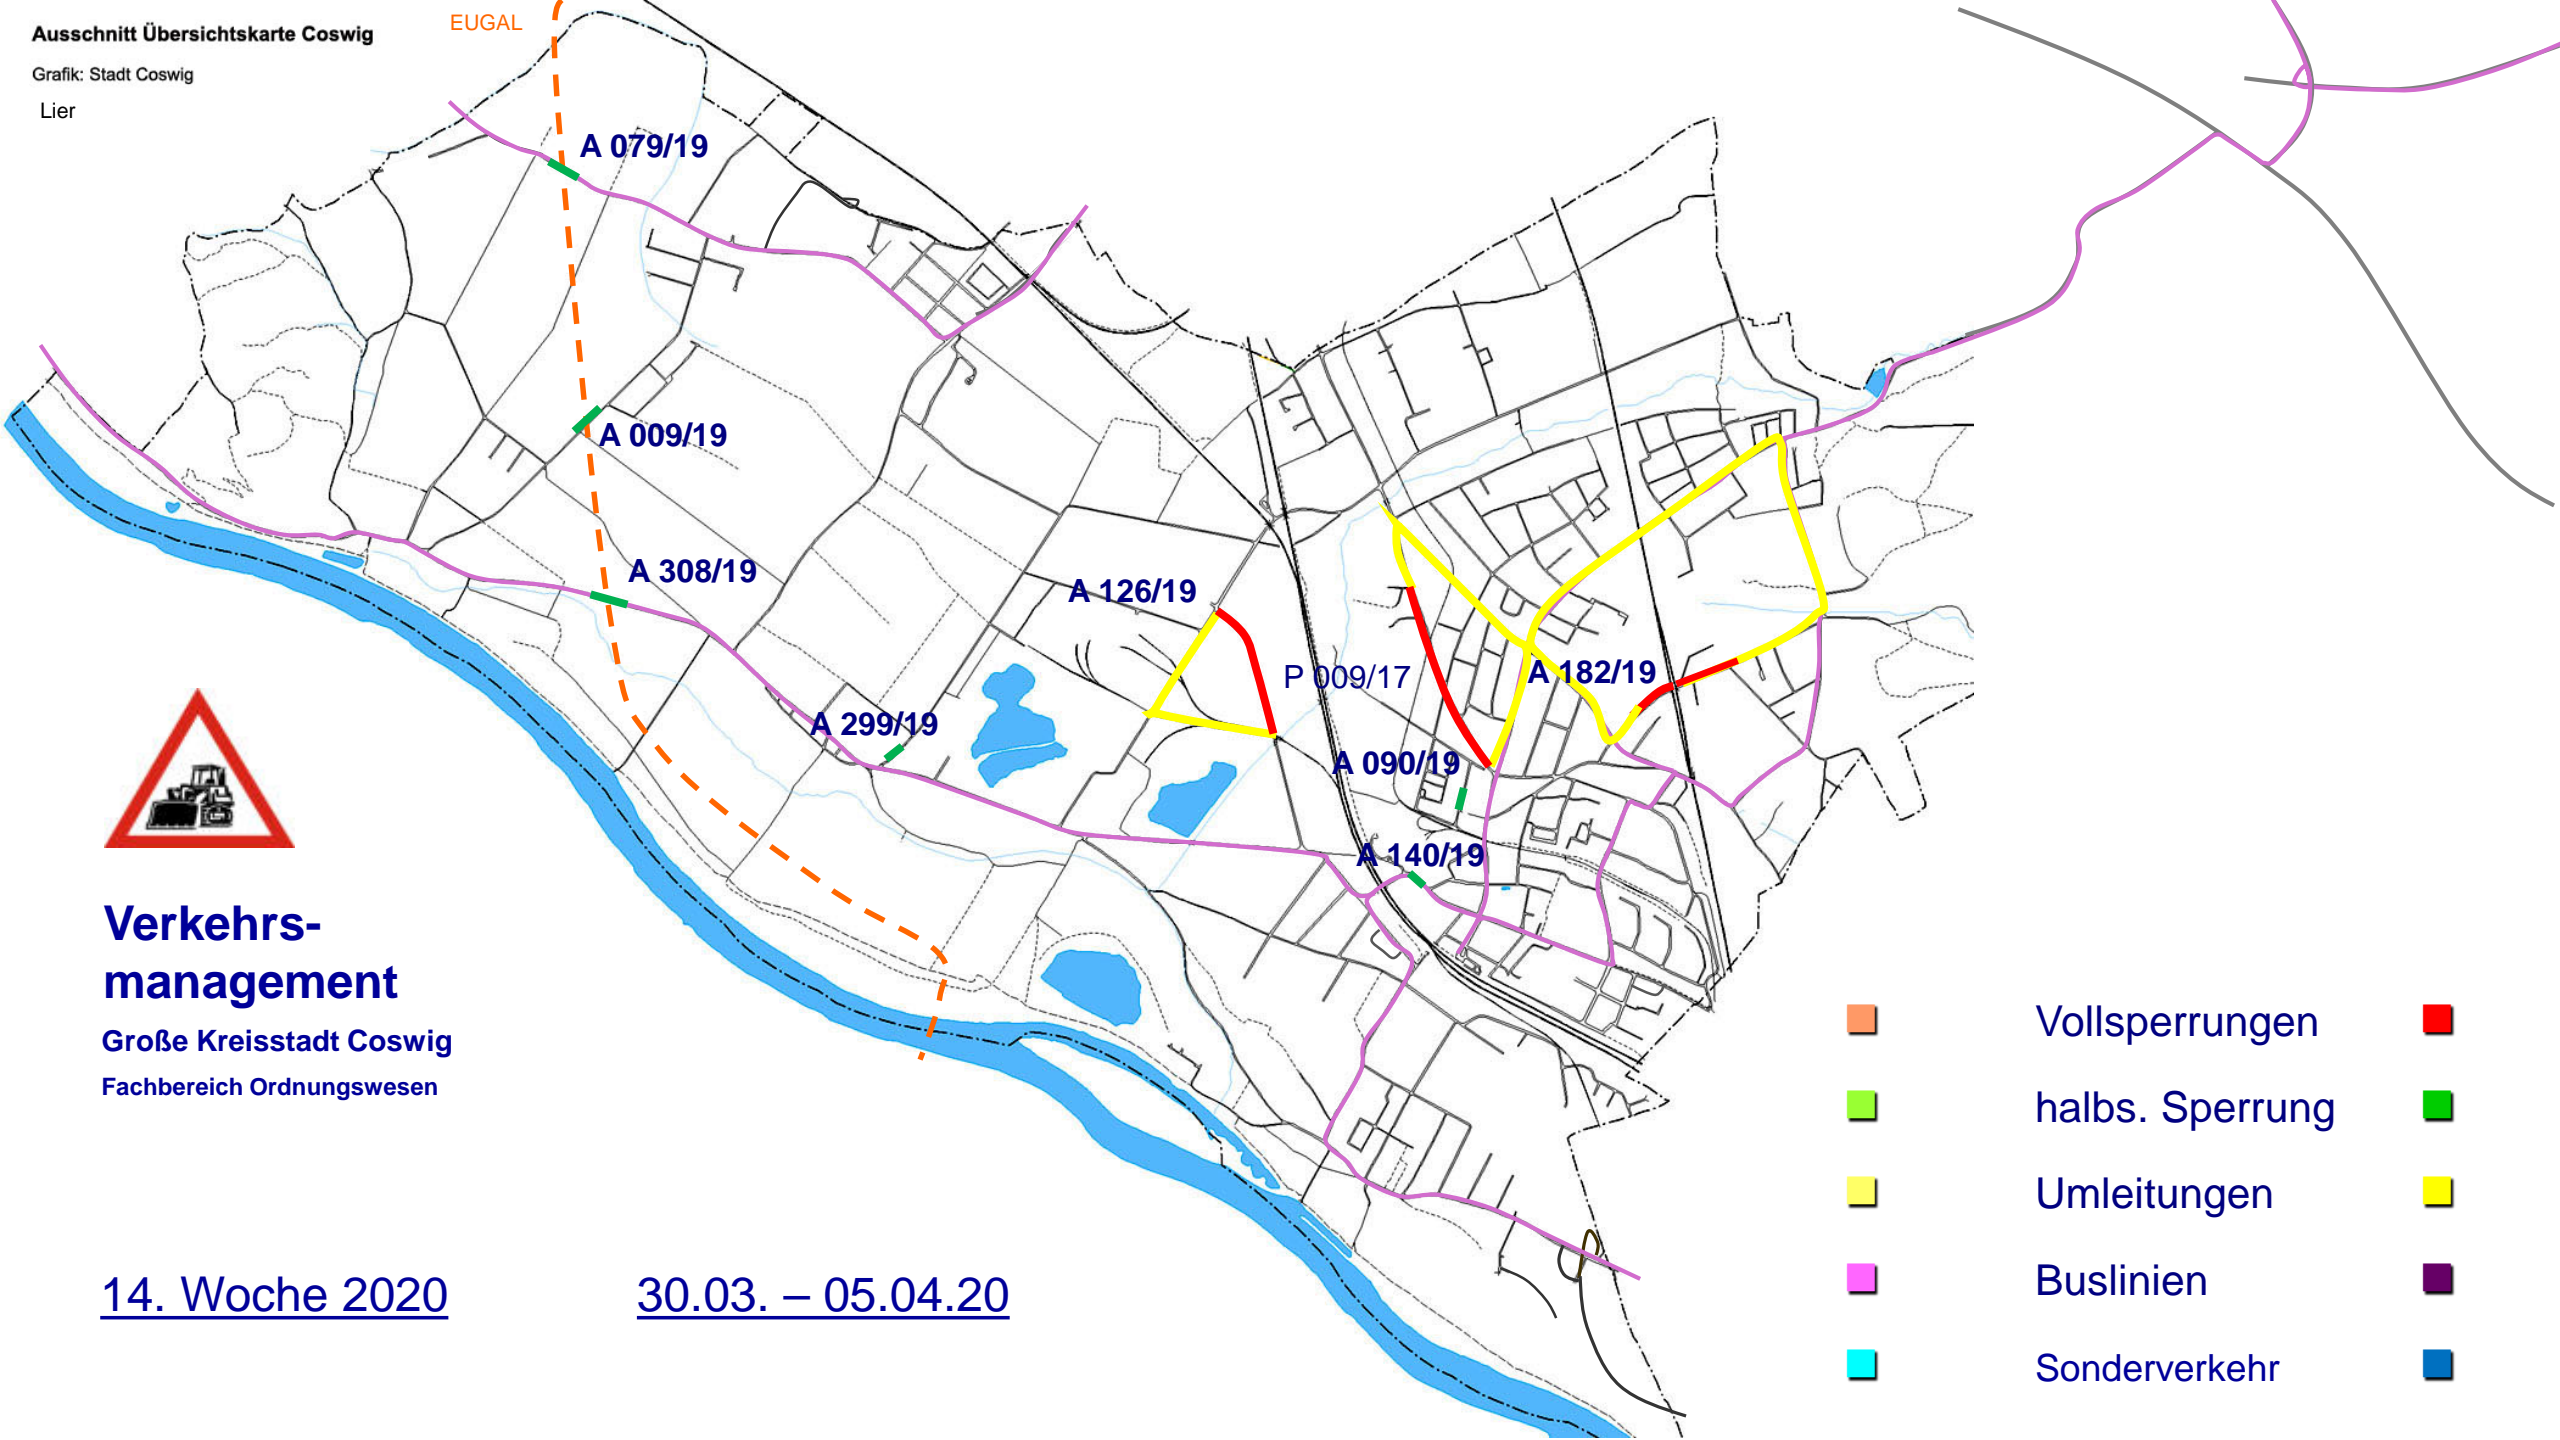 Ausschnitt Übersichtskarte Coswig
Grafik: Stadt Coswig
Lier
EUGAL
A 079/19
A 009/19
A 308/19
A 126/19
P 009/17
A 182/19
A 299/19
A 090/19
A 140/19
Verkehrs-
management
Große Kreisstadt Coswig
Fachbereich Ordnungswesen
14. Woche 2020
30.03. – 05.04.20
Vollsperrungen
halbs. Sperrung
Umleitungen
Buslinien
Sonderverkehr